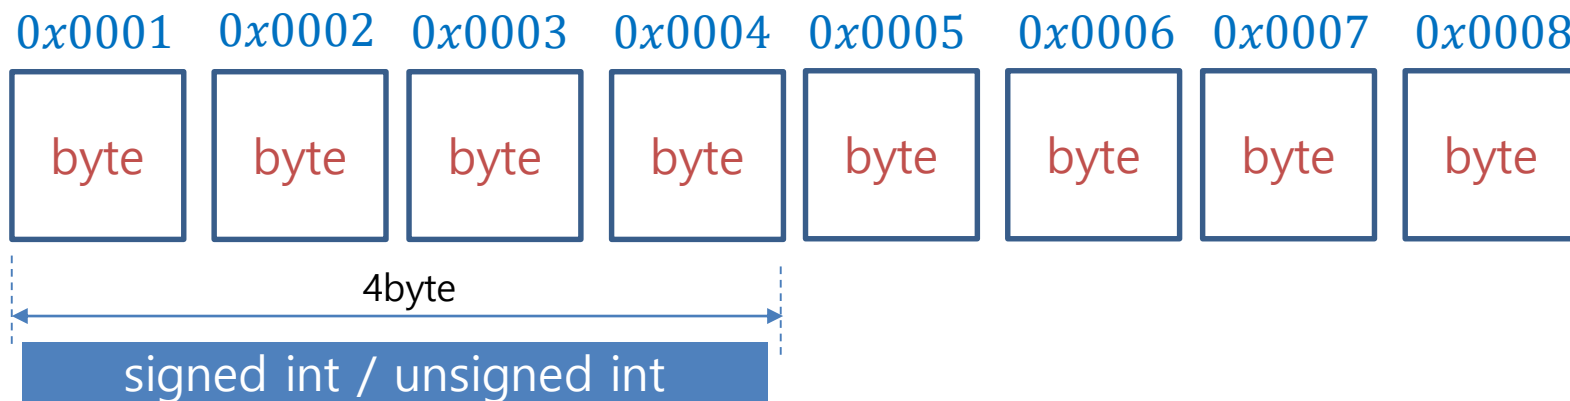 0x0001 0x0002 0x0003 0x0004 0x0005 0x0006 0x0007 0x0008
byte byte byte byte byte byte byte byte
4byte
signed int / unsigned int